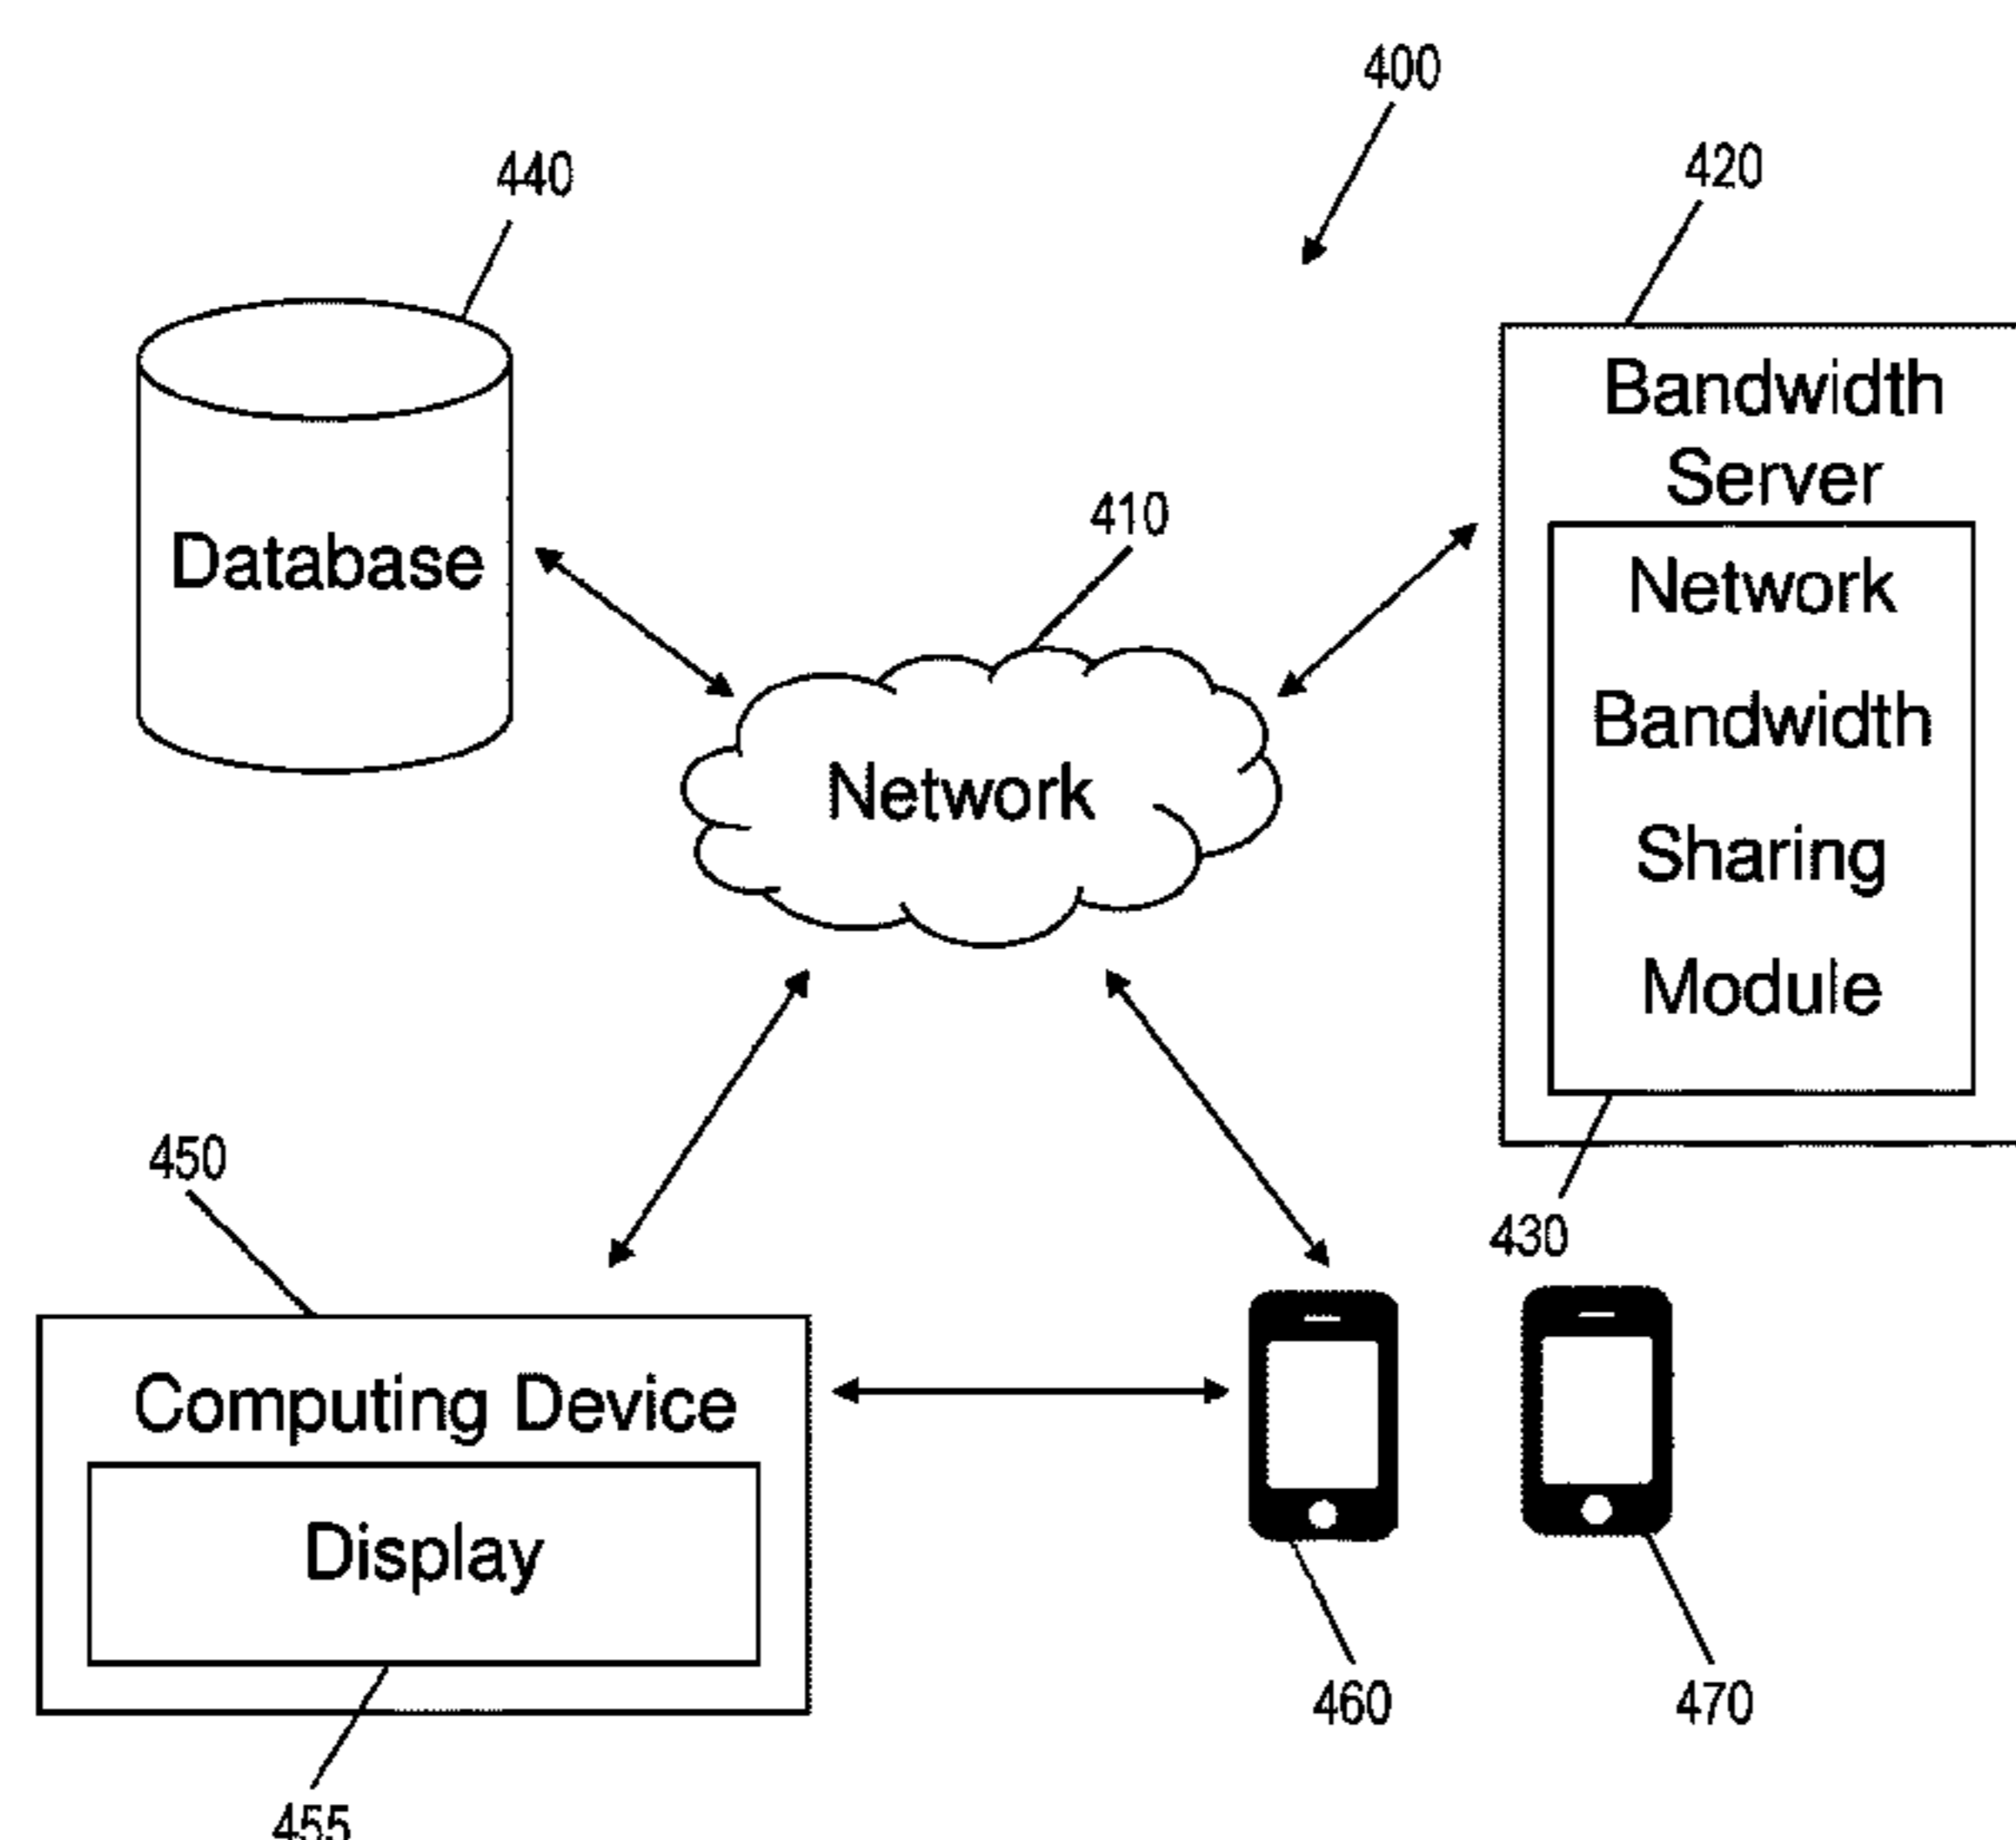 400
420
440
Bandwidth
Server
410
Network
Database
Bandwidth
Network
Sharing
Module
450
430
Computing Device
Display
460
470
455